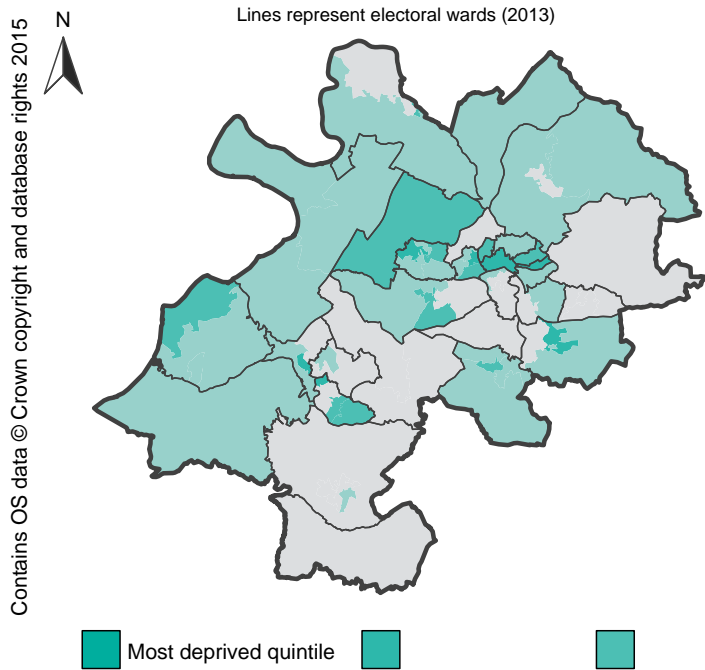 Lines represent electoral wards (2013)
N
Contains OS data © Crown copyright and database rights 2015
Most deprived quintile